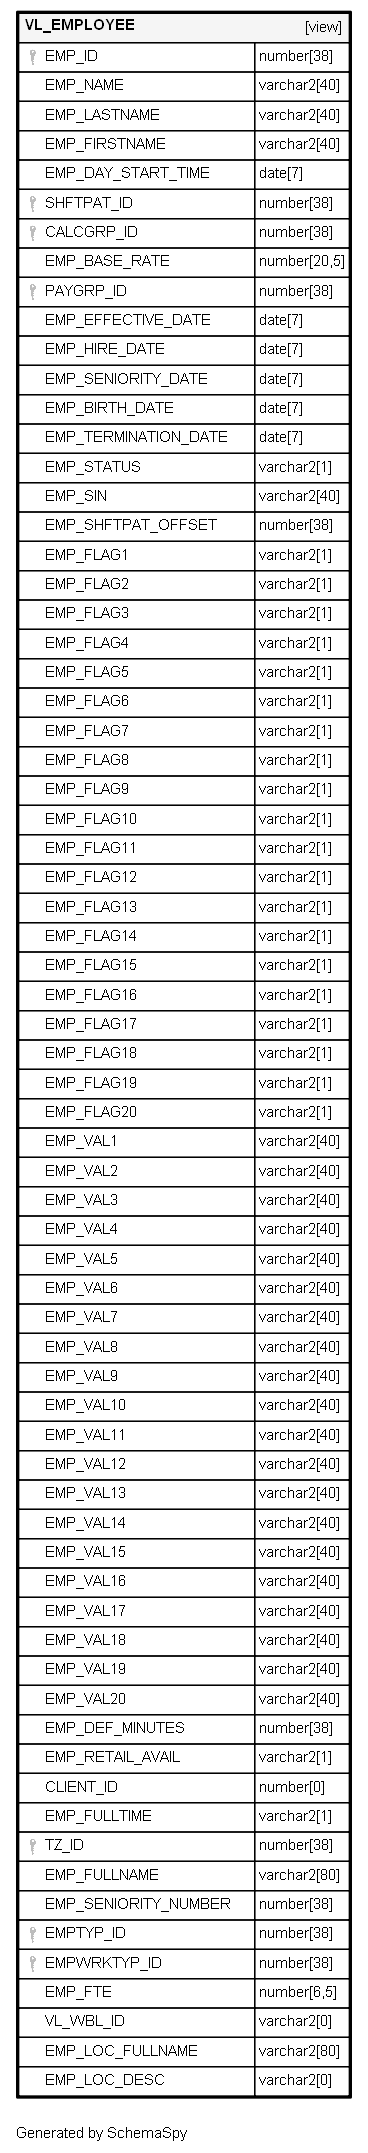 VL_EMPLOYEE [view]
EMP_ID number[38]
EMP_NAME varchar2[40]
EMP_LASTNAME varchar2[40]
EMP_FIRSTNAME varchar2[40]
EMP_DAY_START_TIME date[7]
SHFTPAT_ID number[38]
CALCGRP_ID number[38]
EMP_BASE_RATE number[20,5]
PAYGRP_ID number[38]
EMP_EFFECTIVE_DATE date[7]
EMP_HIRE_DATE date[7]
EMP_SENIORITY_DATE date[7]
EMP_BIRTH_DATE date[7]
EMP_TERMINATION_DATE date[7]
EMP_STATUS varchar2[1]
EMP_SIN varchar2[40]
EMP_SHFTPAT_OFFSET number[38]
EMP_FLAG1 varchar2[1]
EMP_FLAG2 varchar2[1]
EMP_FLAG3 varchar2[1]
EMP_FLAG4 varchar2[1]
EMP_FLAG5 varchar2[1]
EMP_FLAG6 varchar2[1]
EMP_FLAG7 varchar2[1]
EMP_FLAG8 varchar2[1]
EMP_FLAG9 varchar2[1]
EMP_FLAG10 varchar2[1]
EMP_FLAG11 varchar2[1]
EMP_FLAG12 varchar2[1]
EMP_FLAG13 varchar2[1]
EMP_FLAG14 varchar2[1]
EMP_FLAG15 varchar2[1]
EMP_FLAG16 varchar2[1]
EMP_FLAG17 varchar2[1]
EMP_FLAG18 varchar2[1]
EMP_FLAG19 varchar2[1]
EMP_FLAG20 varchar2[1]
EMP_VAL1 varchar2[40]
EMP_VAL2 varchar2[40]
EMP_VAL3 varchar2[40]
EMP_VAL4 varchar2[40]
EMP_VAL5 varchar2[40]
EMP_VAL6 varchar2[40]
EMP_VAL7 varchar2[40]
EMP_VAL8 varchar2[40]
EMP_VAL9 varchar2[40]
EMP_VAL10 varchar2[40]
EMP_VAL11 varchar2[40]
EMP_VAL12 varchar2[40]
EMP_VAL13 varchar2[40]
EMP_VAL14 varchar2[40]
EMP_VAL15 varchar2[40]
EMP_VAL16 varchar2[40]
EMP_VAL17 varchar2[40]
EMP_VAL18 varchar2[40]
EMP_VAL19 varchar2[40]
EMP_VAL20 varchar2[40]
EMP_DEF_MINUTES number[38]
EMP_RETAIL_AVAIL varchar2[1]
CLIENT_ID number[0]
EMP_FULLTIME varchar2[1]
TZ_ID number[38]
EMP_FULLNAME varchar2[80]
EMP_SENIORITY_NUMBER number[38]
EMPTYP_ID number[38]
EMPWRKTYP_ID number[38]
EMP_FTE number[6,5]
VL_WBL_ID varchar2[0]
EMP_LOC_FULLNAME varchar2[80]
EMP_LOC_DESC varchar2[0]
Generated by SchemaSpy